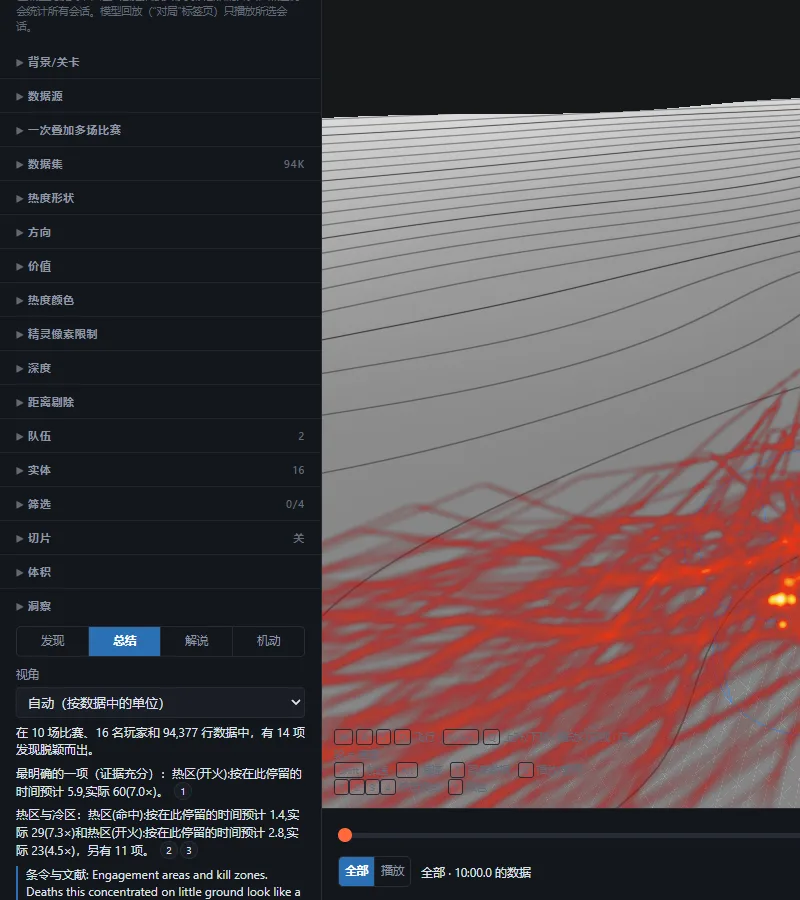 会统计所有会话。模型回放（“对局”标签页）只播放所选会
话。
背景/关卡
数据源
一次叠加多场比赛
数据集 94K
热度形状
方向
价值
热度颜色
精灵像素限制
深度
距离剔除
队伍 2
实体 16
筛选 0/4
切片 关
体积
洞察
发现 总结 解说 机动
视角
自动（按数据中的单位）
在 10 场比赛、16 名玩家和 94,377 行数据中，有 14 项
发现脱颖而出。
最明确的一项（证据充分）：热区(开火):按在此停留的
时间预计 5.9,实际 60(7.0×)。 1
热区与冷区：热区(命中):按在此停留的时间预计 1.4,实
际 29(7.3×)和热区(开火):按在此停留的时间预计 2.8,实
际 23(4.5×)，另有 11 项。 2 3
条令与文献: Engagement areas and kill zones.
Deaths this concentrated on little ground look like a
全部 播放 全部 · 10:00.0 的数据